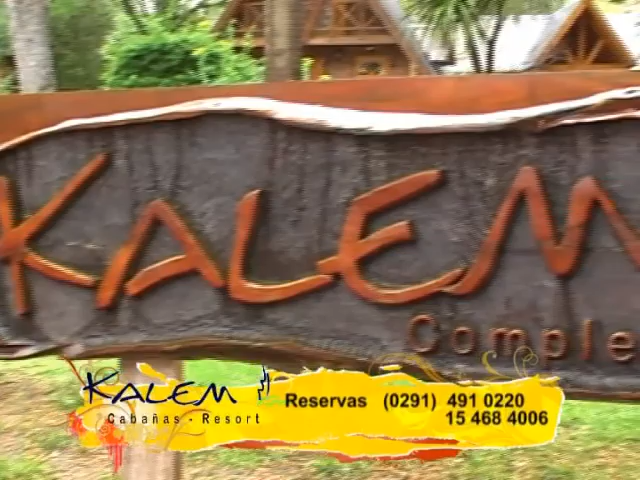 KALEM
Comple
KALEM
Cabañas - Resort
Reservas (0291) 491 0220
15 468 4006